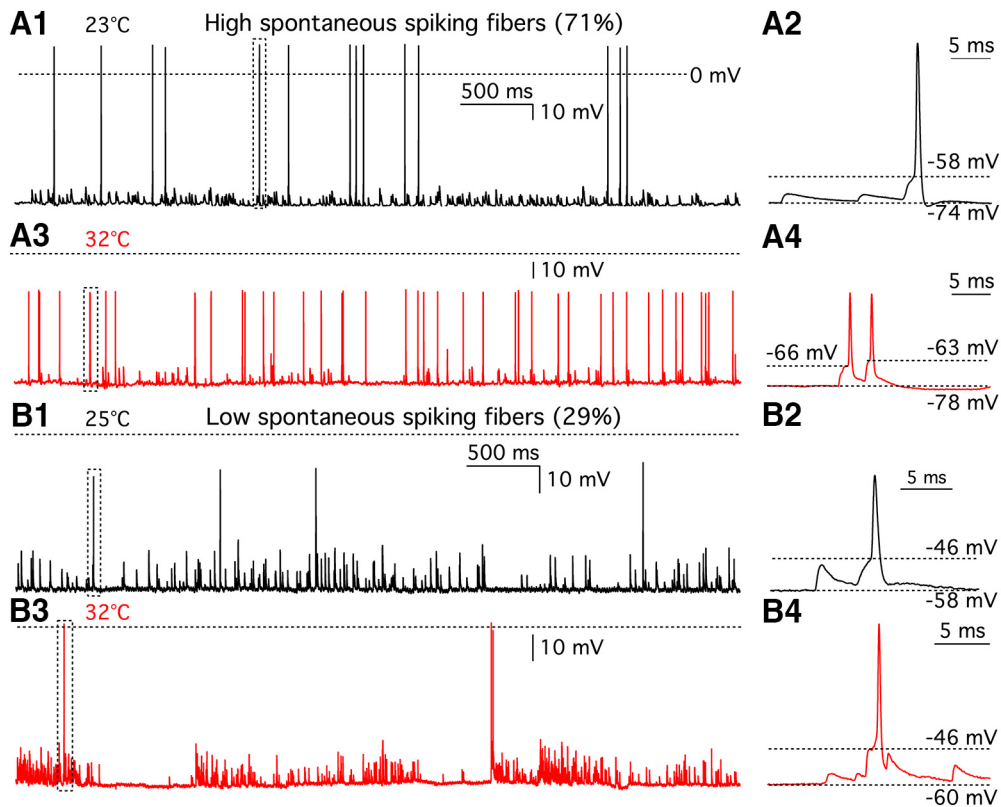 A1 23°C High spontaneous spiking fibers (71%) A2
5 ms
0 mV
500 ms
10 mV
-58 mV
-74 mV
A3 32°C A4
10 mV
5 ms
-66 mV
-63 mV
-78 mV
B1 25°C Low spontaneous spiking fibers (29%) B2
500 ms
10 mV
5 ms
-46 mV
-58 mV
B3 32°C B4
10 mV
5 ms
-46 mV
-60 mV